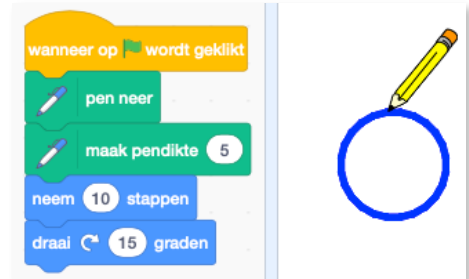 wanneer op wordt geklikt
pen neer
maak pendikte 5
neem 10 stappen
draai 15 graden